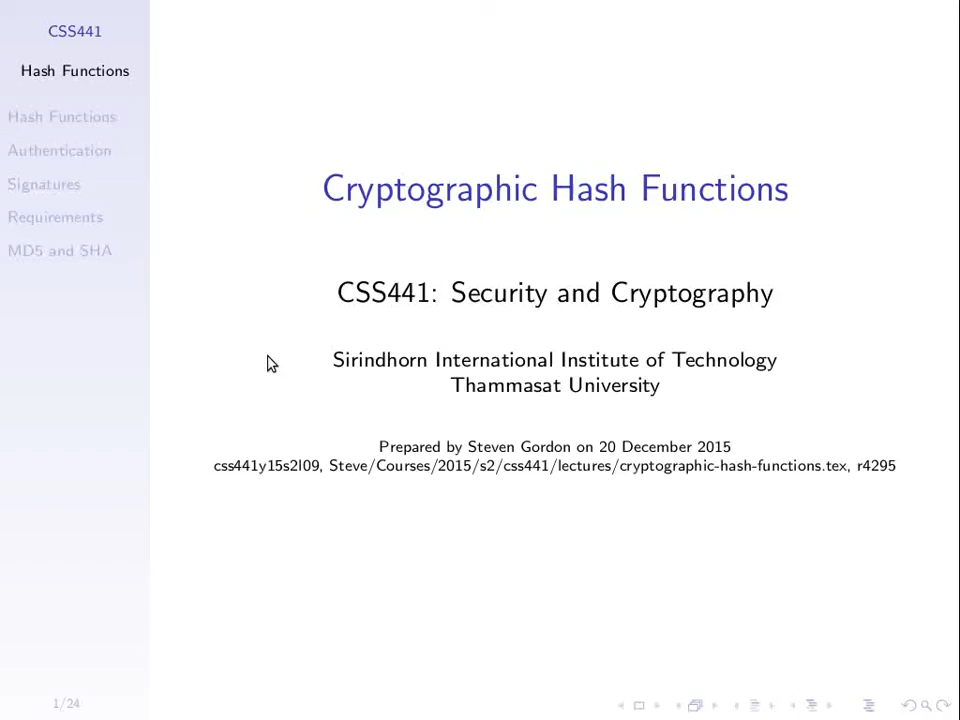 CSS441
Hash Functions
Hash Functions
Authentication
Signatures
Requirements
MD5 and SHA
Cryptographic Hash Functions
CSS441: Security and Cryptography
Sirindhorn International Institute of Technology
Thammasat University
Prepared by Steven Gordon on 20 December 2015
css441y15s2l09, Steve/Courses/2015/s2/css441/lectures/cryptographic-hash-functions.tex, r4295
1/24